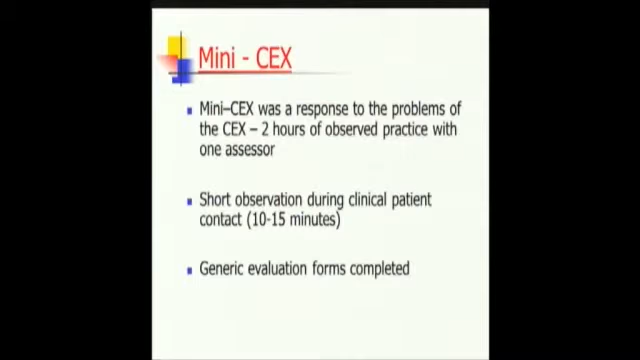 Mini - CEX
Mini–CEX was a response to the problems of
the CEX – 2 hours of observed practice with
one assessor
Short observation during clinical patient
contact (10-15 minutes)
Generic evaluation forms completed